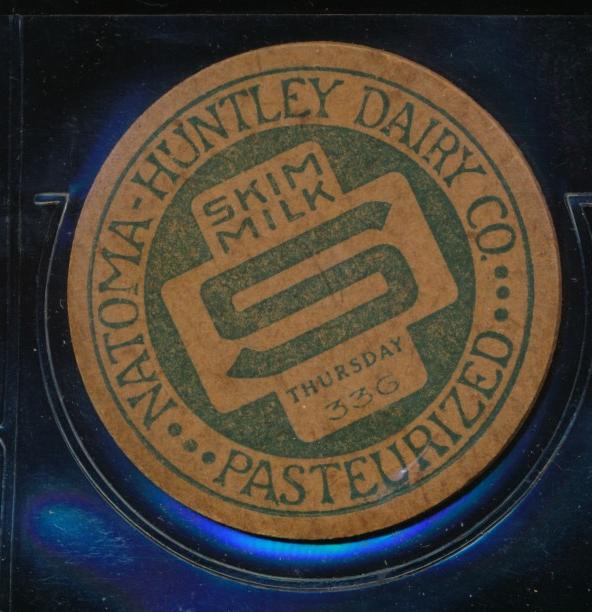 NATOMA-HUNTLEY DAIRY CO.
SKIM
MILK
S
THURSDAY
336
PASTEURIZED